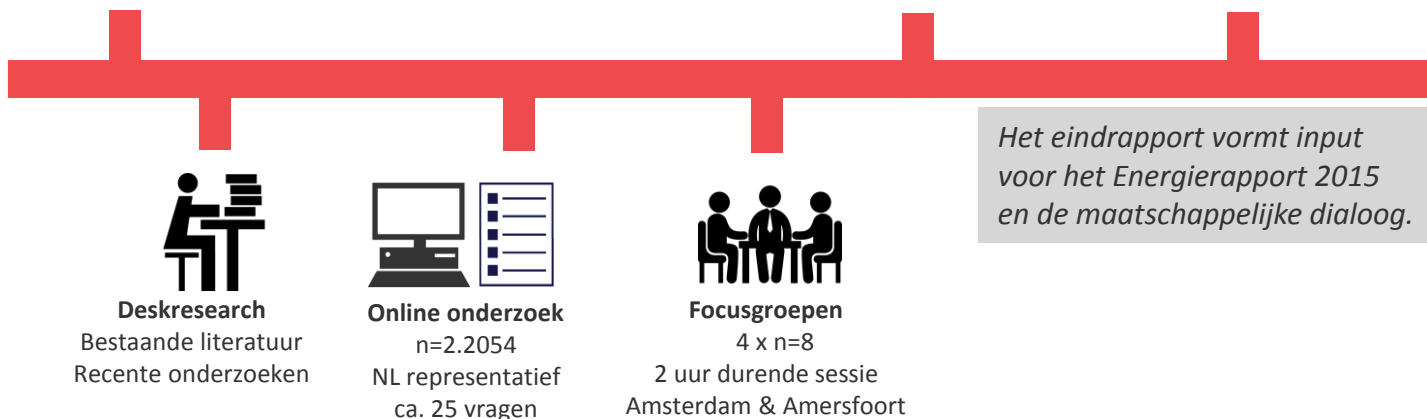 Het eindrapport vormt input
voor het Energierapport 2015
en de maatschappelijke dialoog.
Deskresearch
Bestaande literatuur
Recente onderzoeken
Online onderzoek
n=2.2054
NL representatief
ca. 25 vragen
Focusgroepen
4 x n=8
2 uur durende sessie
Amsterdam & Amersfoort